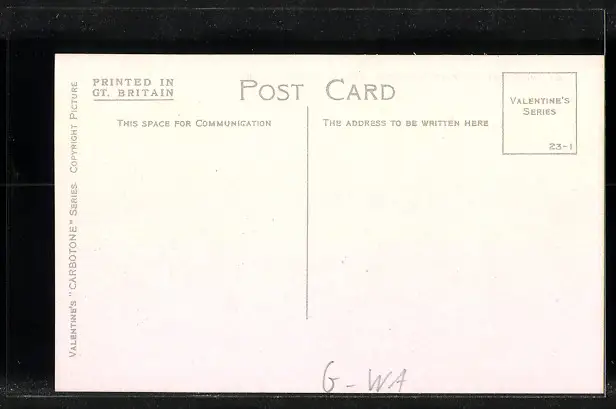 PRINTED IN
GT. BRITAIN
POST CARD
THIS SPACE FOR COMMUNICATION
THE ADDRESS TO BE WRITTEN HERE
VALENTINE'S
SERIES
23-1
VALENTINE'S "CARBOTONE" SERIES- COPYRIGHT PICTURE
G-WA